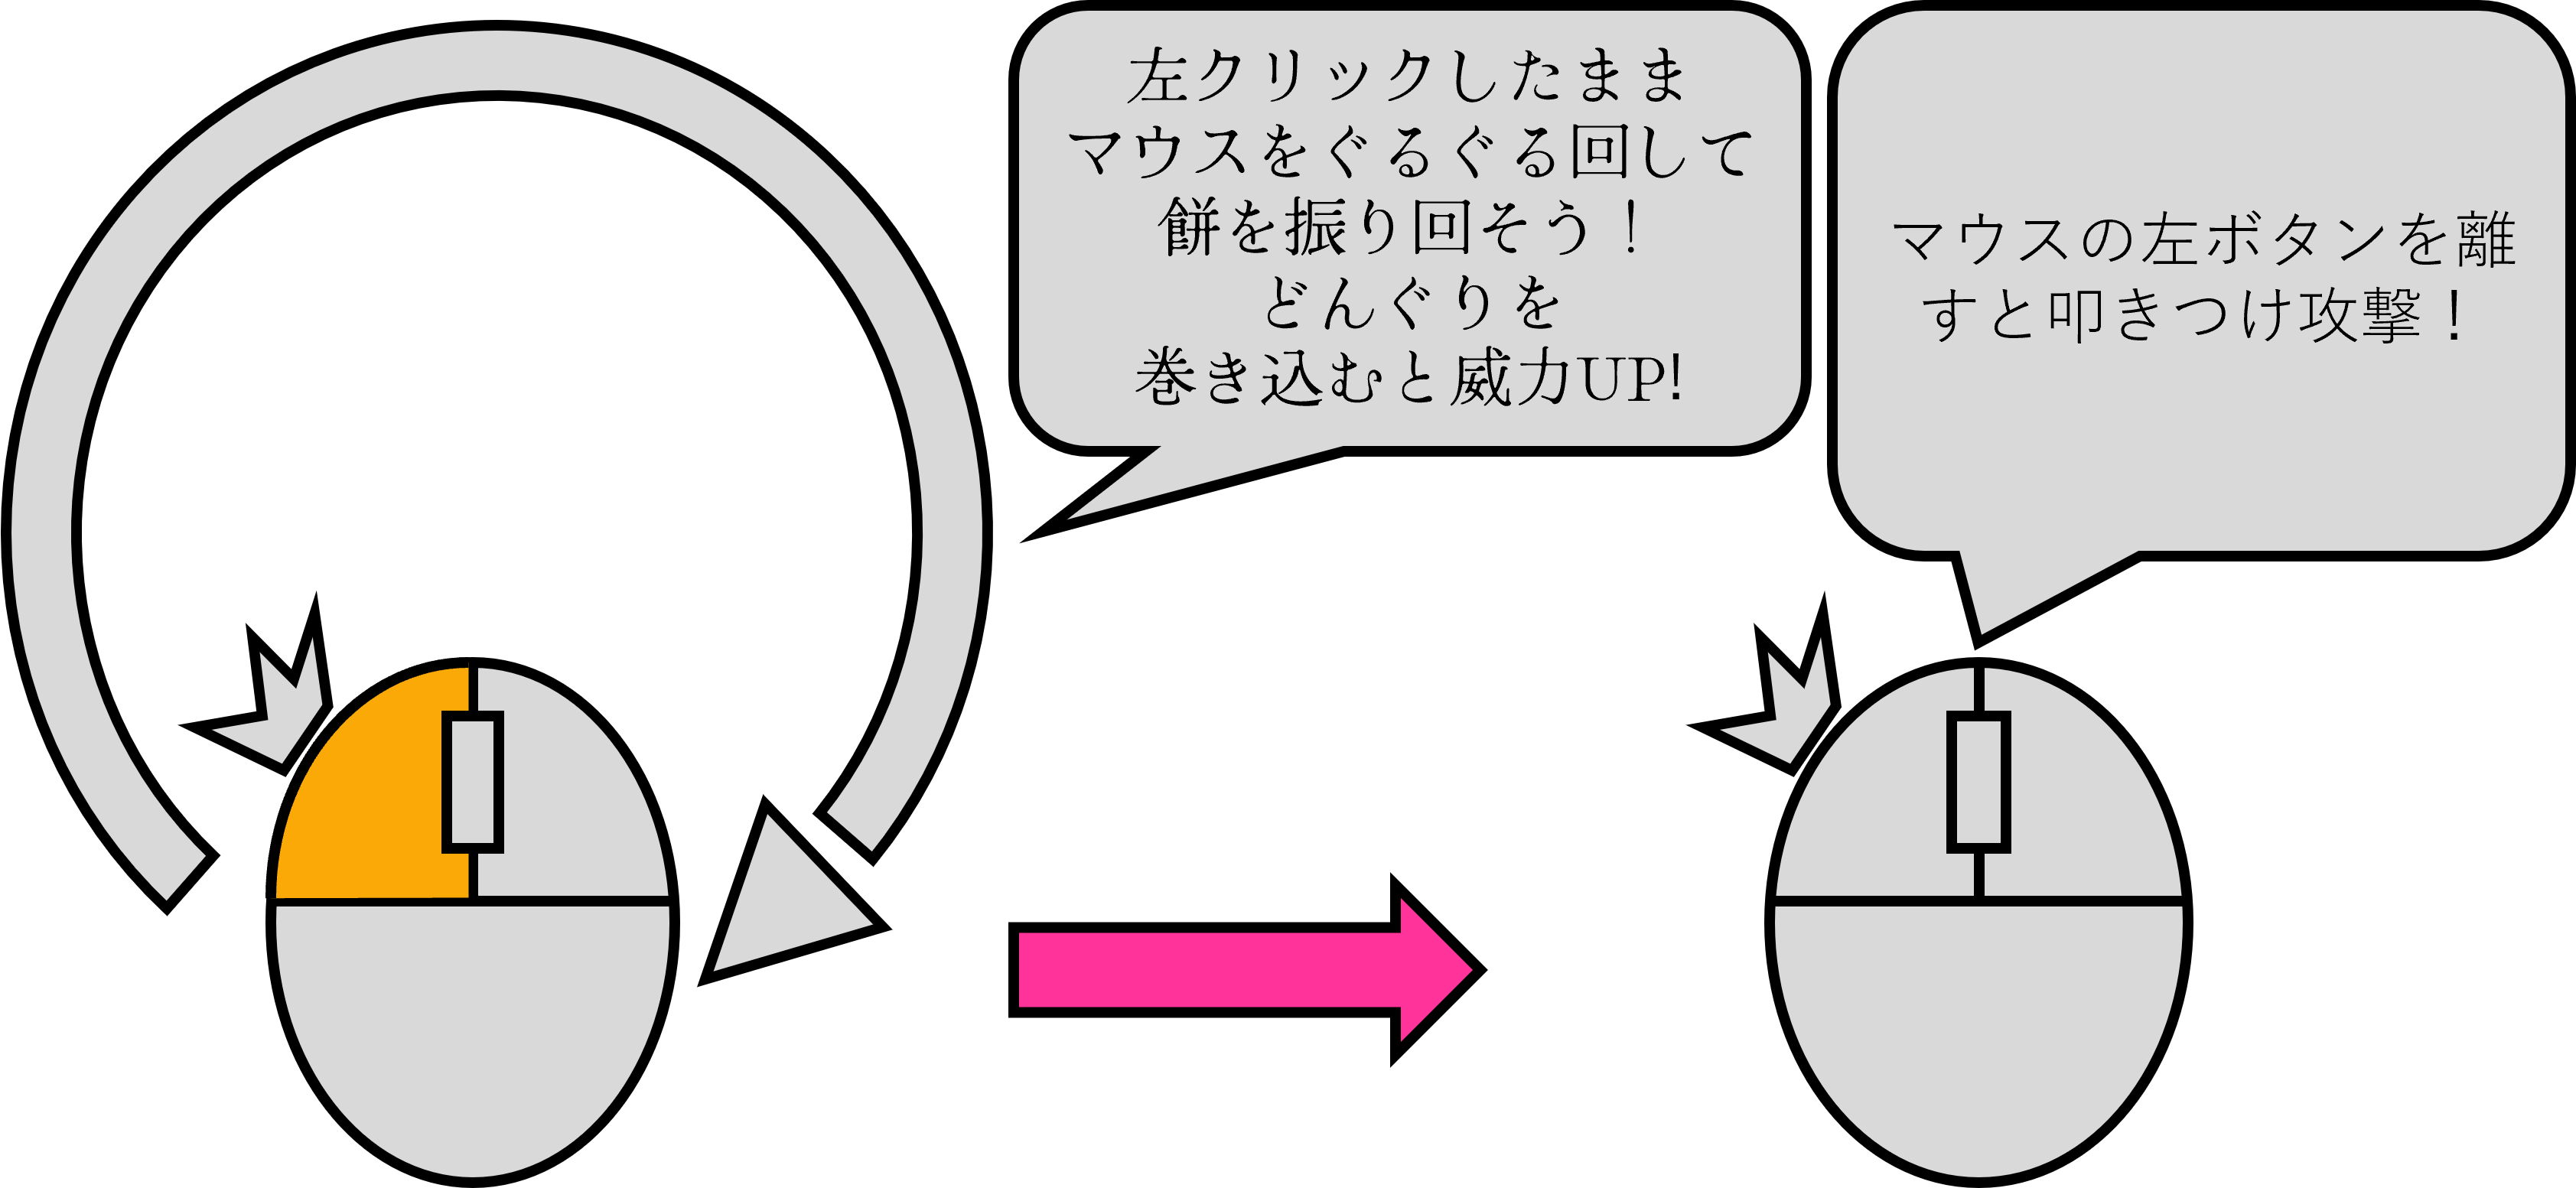 左クリックしたまま
マウスをぐるぐる回して
餅を振り回そう！
どんぐりを
巻き込むと威力UP!
マウスの左ボタンを離
すと叩きつけ攻撃！